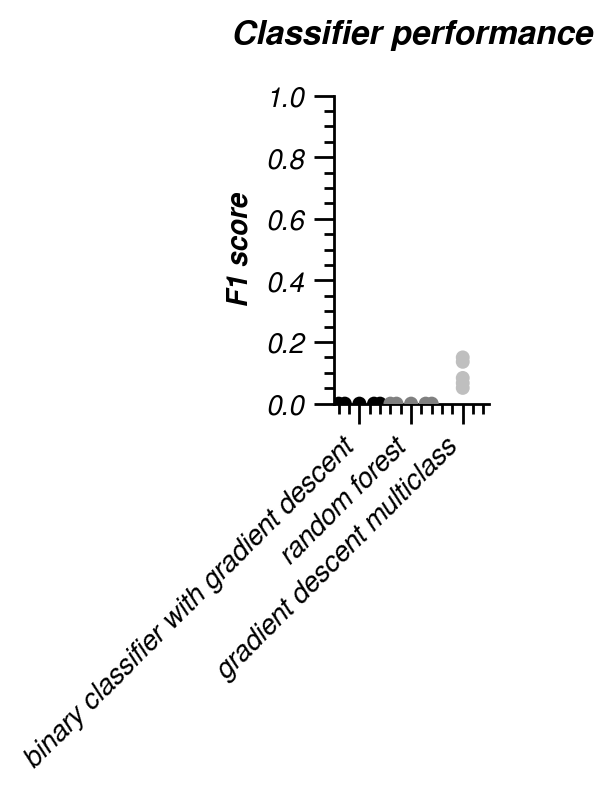 Classifier performance
F1 score
1.0
0.8
0.6
0.4
0.2
0.0
binary classifier with gradient descent
random forest
gradient descent multiclass